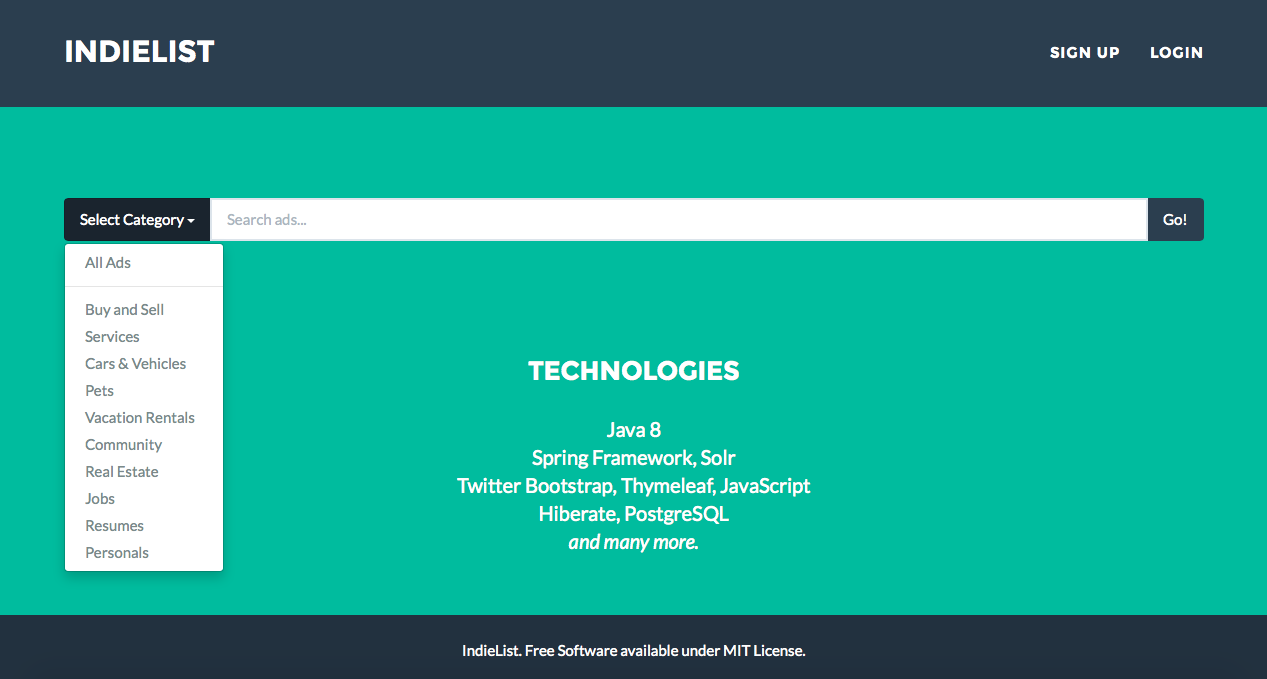 INDIELIST
SIGN UP
LOGIN
Select Category
Search ads...
Go!
All Ads
Buy and Sell
Services
Cars & Vehicles
Pets
Vacation Rentals
Community
Real Estate
Jobs
Resumes
Personals
TECHNOLOGIES
Java 8
Spring Framework, Solr
Twitter Bootstrap, Thymeleaf, JavaScript
Hiberate, PostgreSQL
and many more.
IndieList. Free Software available under MIT License.